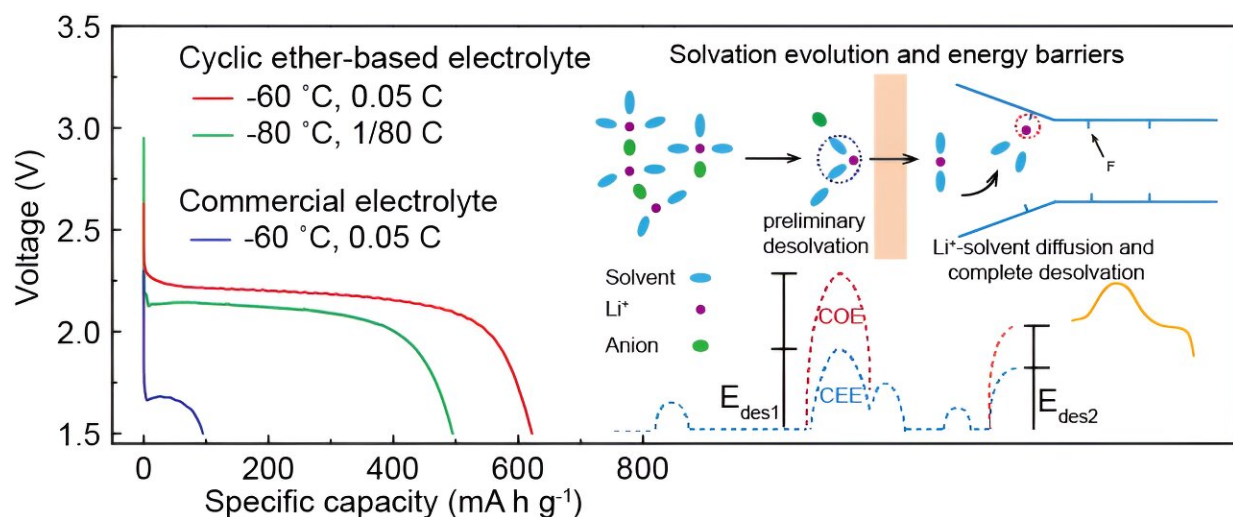 3.5
3.0
2.5
2.0
1.5
Voltage (V)
0
200
400
600
800
Specific capacity (mA h g⁻¹)
Cyclic ether-based electrolyte
-60 °C, 0.05 C
-80 °C, 1/80 C
Commercial electrolyte
-60 °C, 0.05 C
Solvation evolution and energy barriers
F
preliminary
desolvation
Li⁺-solvent diffusion and
complete desolvation
Solvent
Li⁺
Anion
COE
CEE
E_des1
E_des2